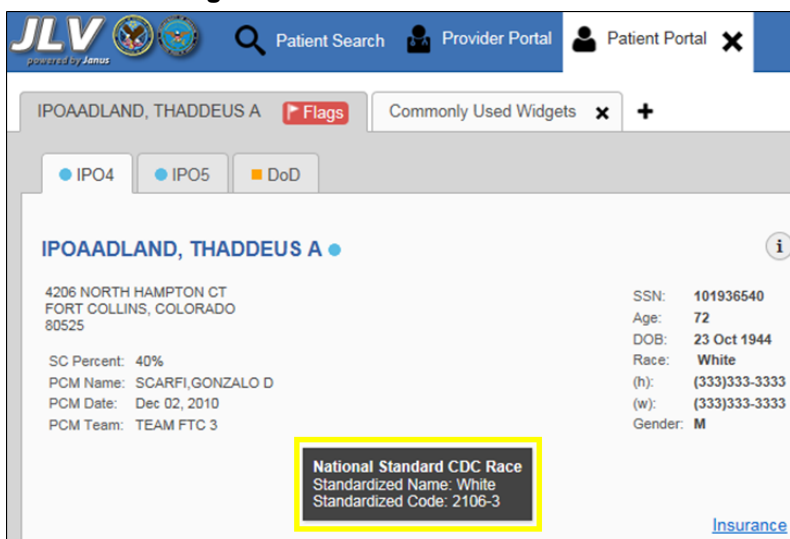 JLV
powered by Janus
Patient Search
Provider Portal
Patient Portal
IPOAADLAND, THADDEUS A
Flags
Commonly Used Widgets
IPO4
IPO5
DoD
IPOAADLAND, THADDEUS A
4206 NORTH HAMPTON CT
FORT COLLINS, COLORADO
80525
SC Percent: 40%
PCM Name: SCARFI,GONZALO D
PCM Date: Dec 02, 2010
PCM Team: TEAM FTC 3
SSN: 101936540
Age: 72
DOB: 23 Oct 1944
Race: White
(h): (333)333-3333
(w): (333)333-3333
Gender: M
National Standard CDC Race
Standardized Name: White
Standardized Code: 2106-3
Insurance